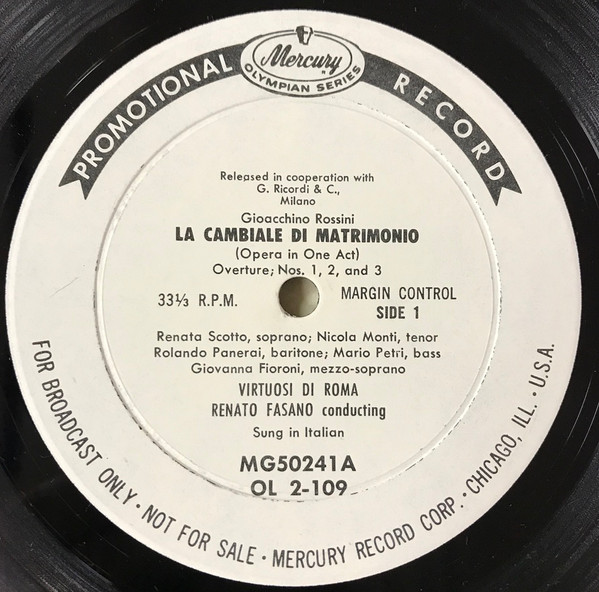 PROMOTIONAL RECORD
Mercury
OLYMPIAN SERIES
Released in cooperation with
G. Ricordi & C.,
Milano
Gioacchino Rossini
LA CAMBIALE DI MATRIMONIO
(Opera in One Act)
Overture; Nos. 1, 2, and 3
33⅓ R.P.M.
MARGIN CONTROL
SIDE 1
Renata Scotto, soprano; Nicola Monti, tenor
Rolando Panerai, baritone; Mario Petri, bass
Giovanna Fioroni, mezzo-soprano
VIRTUOSI DI ROMA
RENATO FASANO conducting
Sung in Italian
MG50241A
OL 2-109
FOR BROADCAST ONLY · NOT FOR SALE · MERCURY RECORD CORP. · CHICAGO, ILL. · U.S.A.